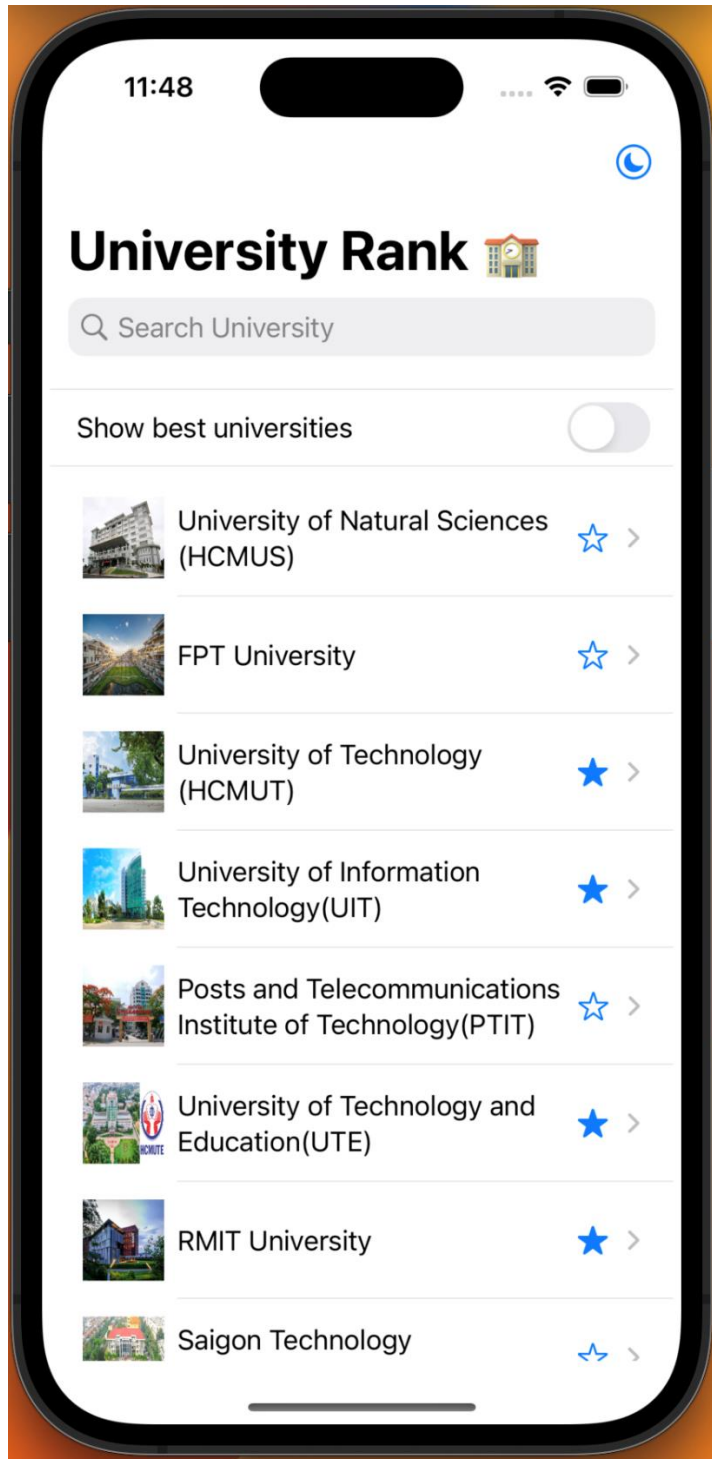 11:48
University Rank
Search University
Show best universities
University of Natural Sciences
(HCMUS)
FPT University
University of Technology
(HCMUT)
University of Information
Technology(UIT)
Posts and Telecommunications
Institute of Technology(PTIT)
University of Technology and
Education(UTE)
HCMUTE
RMIT University
Saigon Technology